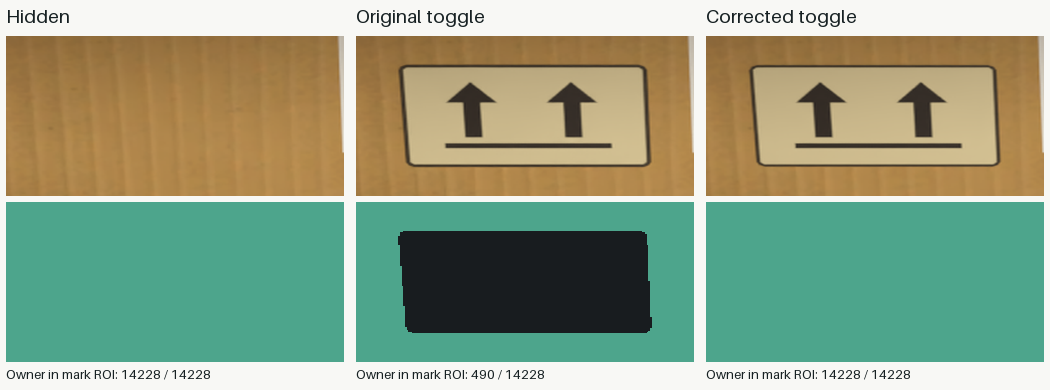 Hidden
Original toggle
Corrected toggle
Owner in mark ROI: 14228 / 14228
Owner in mark ROI: 490 / 14228
Owner in mark ROI: 14228 / 14228